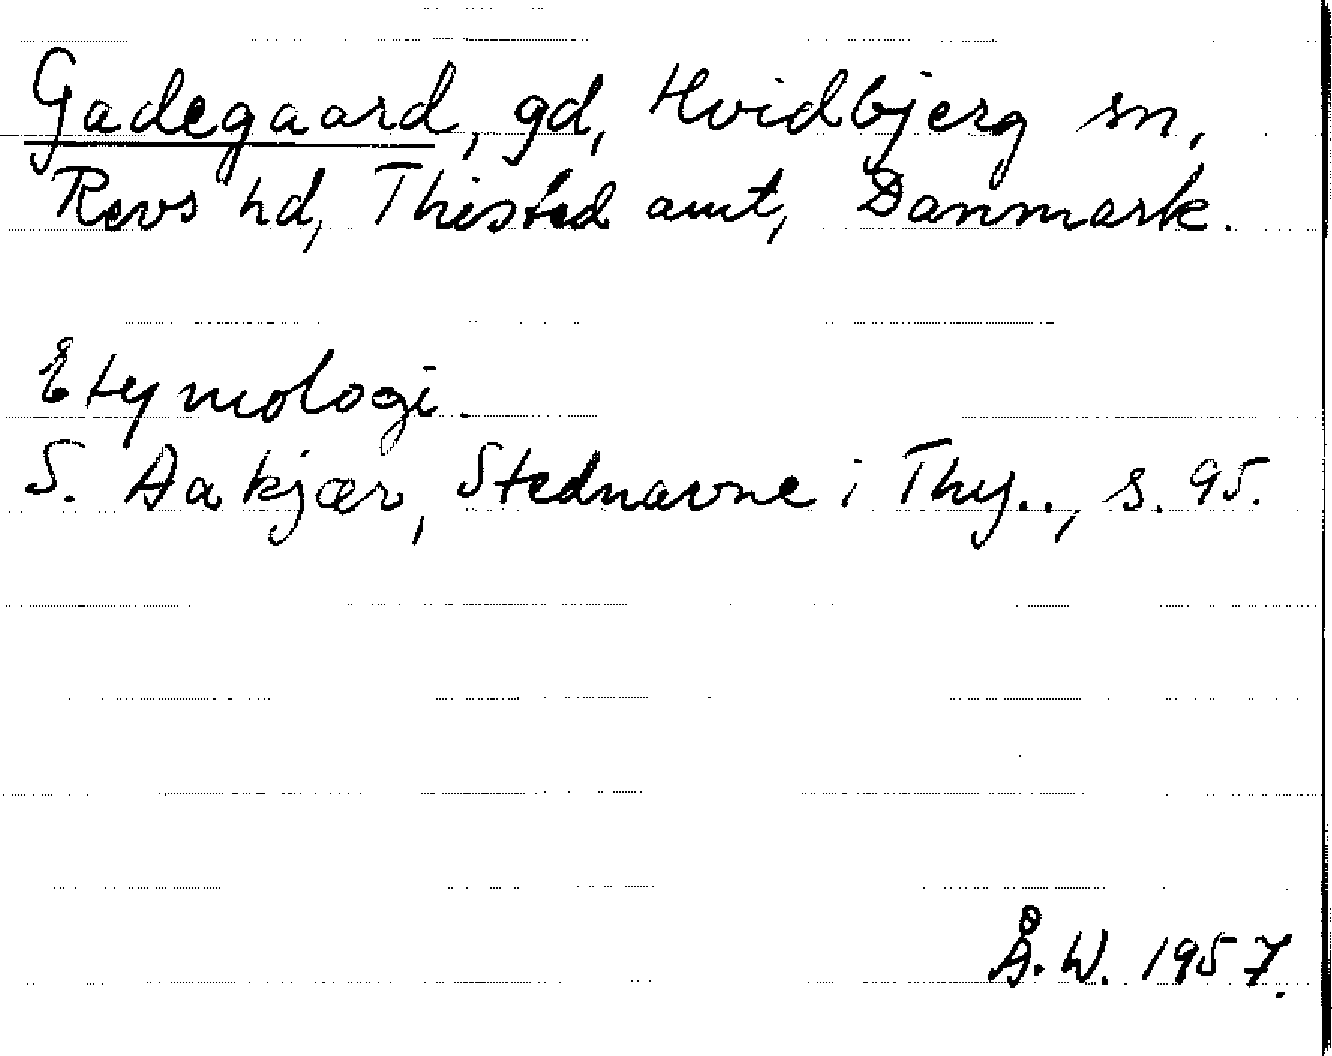 Gadegaard, gd, Hvidbjerg sn,
Revs hd, Thisted amt, Danmark.
Etymologi.
S. Aakjær, Stednavne i Thy.., s. 95.
Å. W. 1957.